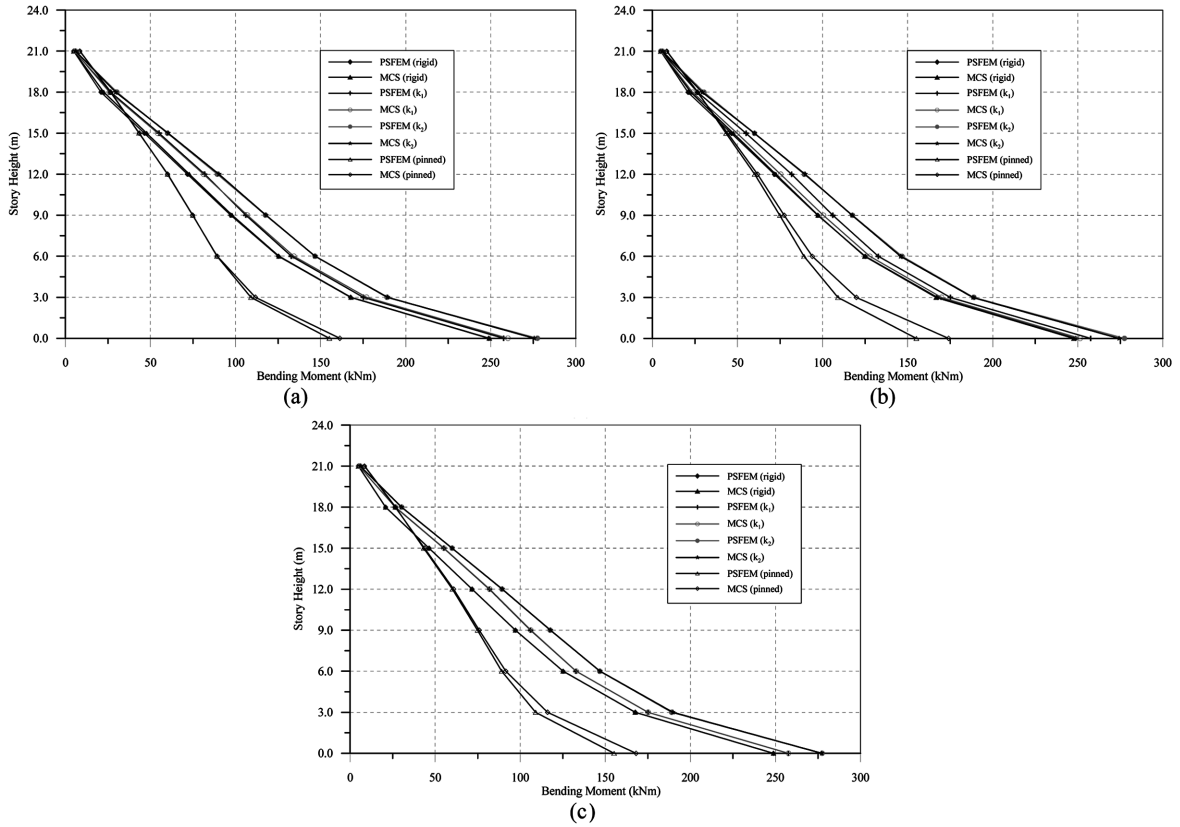 24.0
21.0
18.0
15.0
12.0
9.0
6.0
3.0
0.0
Story Height (m)
0 50 100 150 200 250 300
Bending Moment (kNm)
PSFEM (rigid)
MCS (rigid)
PSFEM (k₁)
MCS (k₁)
PSFEM (k₂)
MCS (k₂)
PSFEM (pinned)
MCS (pinned)
(a)
24.0
21.0
18.0
15.0
12.0
9.0
6.0
3.0
0.0
Story Height (m)
0 50 100 150 200 250 300
Bending Moment (kNm)
PSFEM (rigid)
MCS (rigid)
PSFEM (k₁)
MCS (k₁)
PSFEM (k₂)
MCS (k₂)
PSFEM (pinned)
MCS (pinned)
(b)
24.0
21.0
18.0
15.0
12.0
9.0
6.0
3.0
0.0
Story Height (m)
0 50 100 150 200 250 300
Bending Moment (kNm)
PSFEM (rigid)
MCS (rigid)
PSFEM (k₁)
MCS (k₁)
PSFEM (k₂)
MCS (k₂)
PSFEM (pinned)
MCS (pinned)
(c)